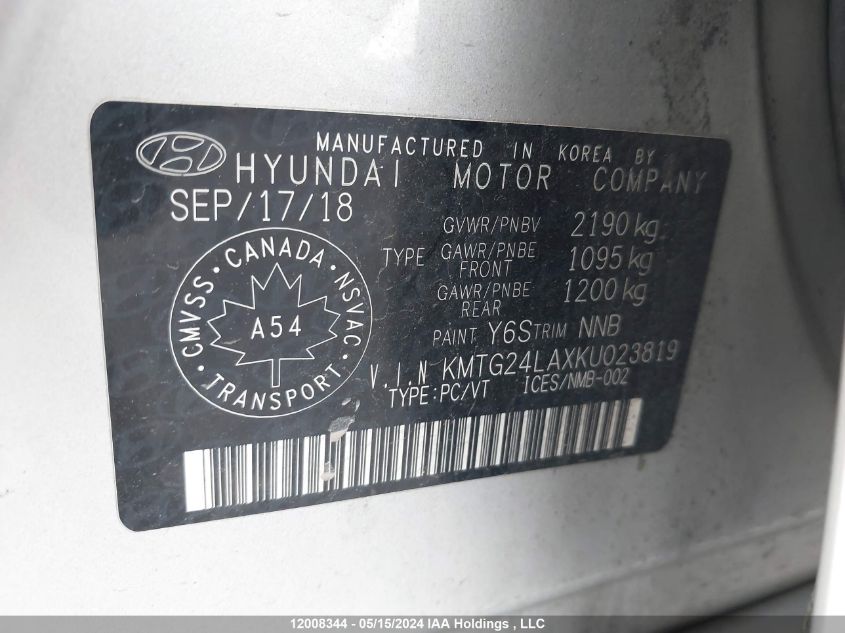 MANUFACTURED IN KOREA BY
HYUNDAI MOTOR COMPANY
SEP/17/18
GVWR/PNBV 2190 kg
TYPE GAWR/PNBE FRONT 1095 kg
GAWR/PNBE REAR 1200 kg
CMVSS · CANADA · NSVAC · TRANSPORT ·
A54
PAINT Y6S TRIM NNB
V.I.N KMTG24LAXKU023819
TYPE:PC/VT ICES/NMB-002
12008344 - 05/15/2024 IAA Holdings , LLC